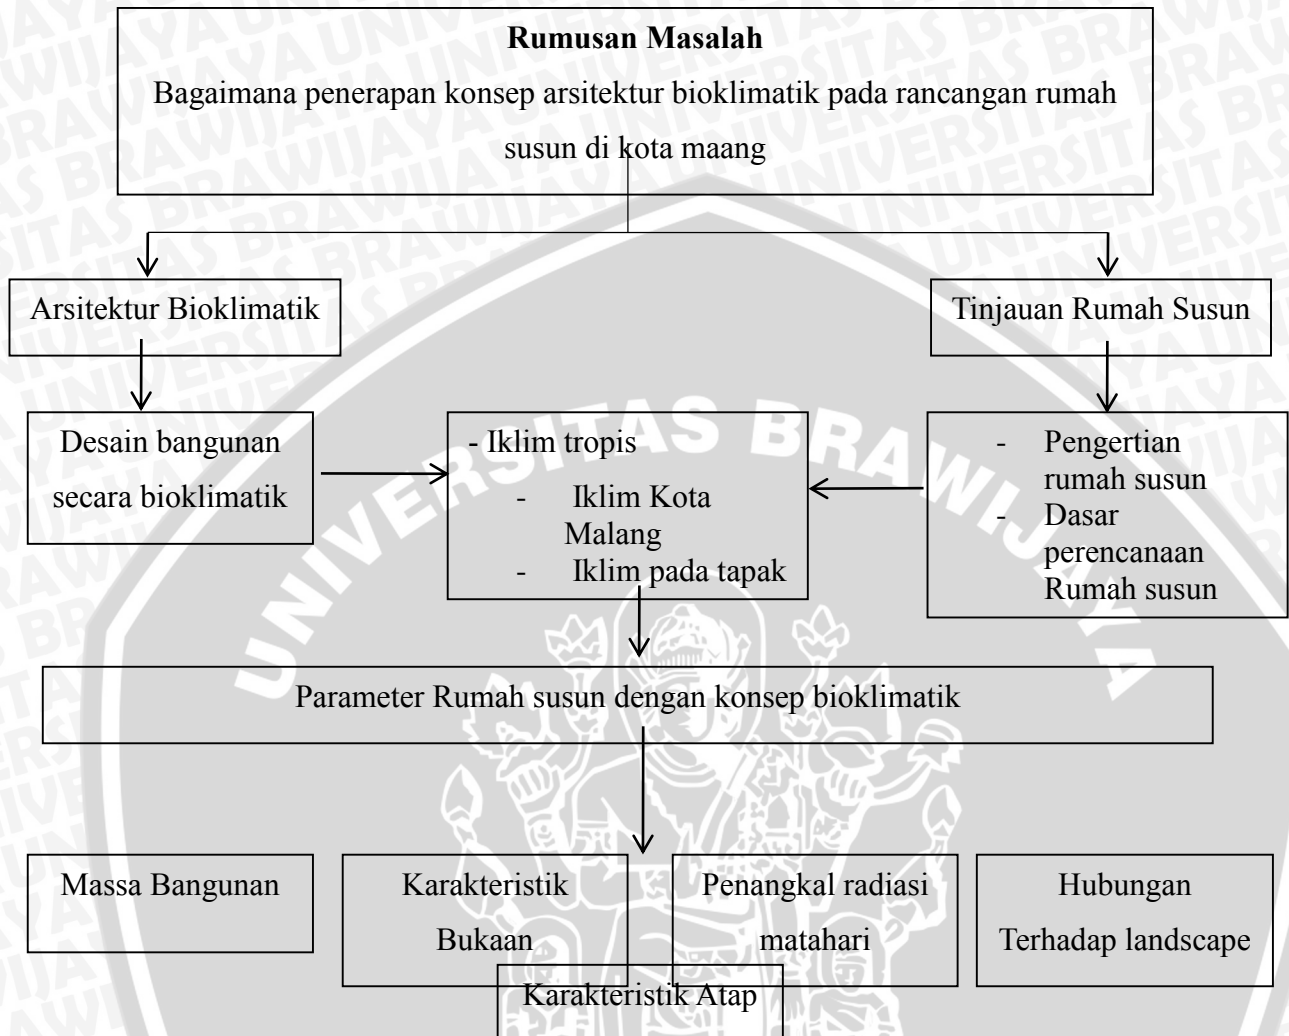 Rumusan Masalah
Bagaimana penerapan konsep arsitektur bioklimatik pada rancangan rumah
susun di kota maang
Arsitektur Bioklimatik
Tinjauan Rumah Susun
Desain bangunan
secara bioklimatik
- Iklim tropis
- Iklim Kota
Malang
- Iklim pada tapak
- Pengertian
rumah susun
- Dasar
perencanaan
Rumah susun
Parameter Rumah susun dengan konsep bioklimatik
Massa Bangunan
Karakteristik
Bukaan
Penangkal radiasi
matahari
Hubungan
Terhadap landscape
Karakteristik Atap
UNIVERSITAS BRAWIJAYA